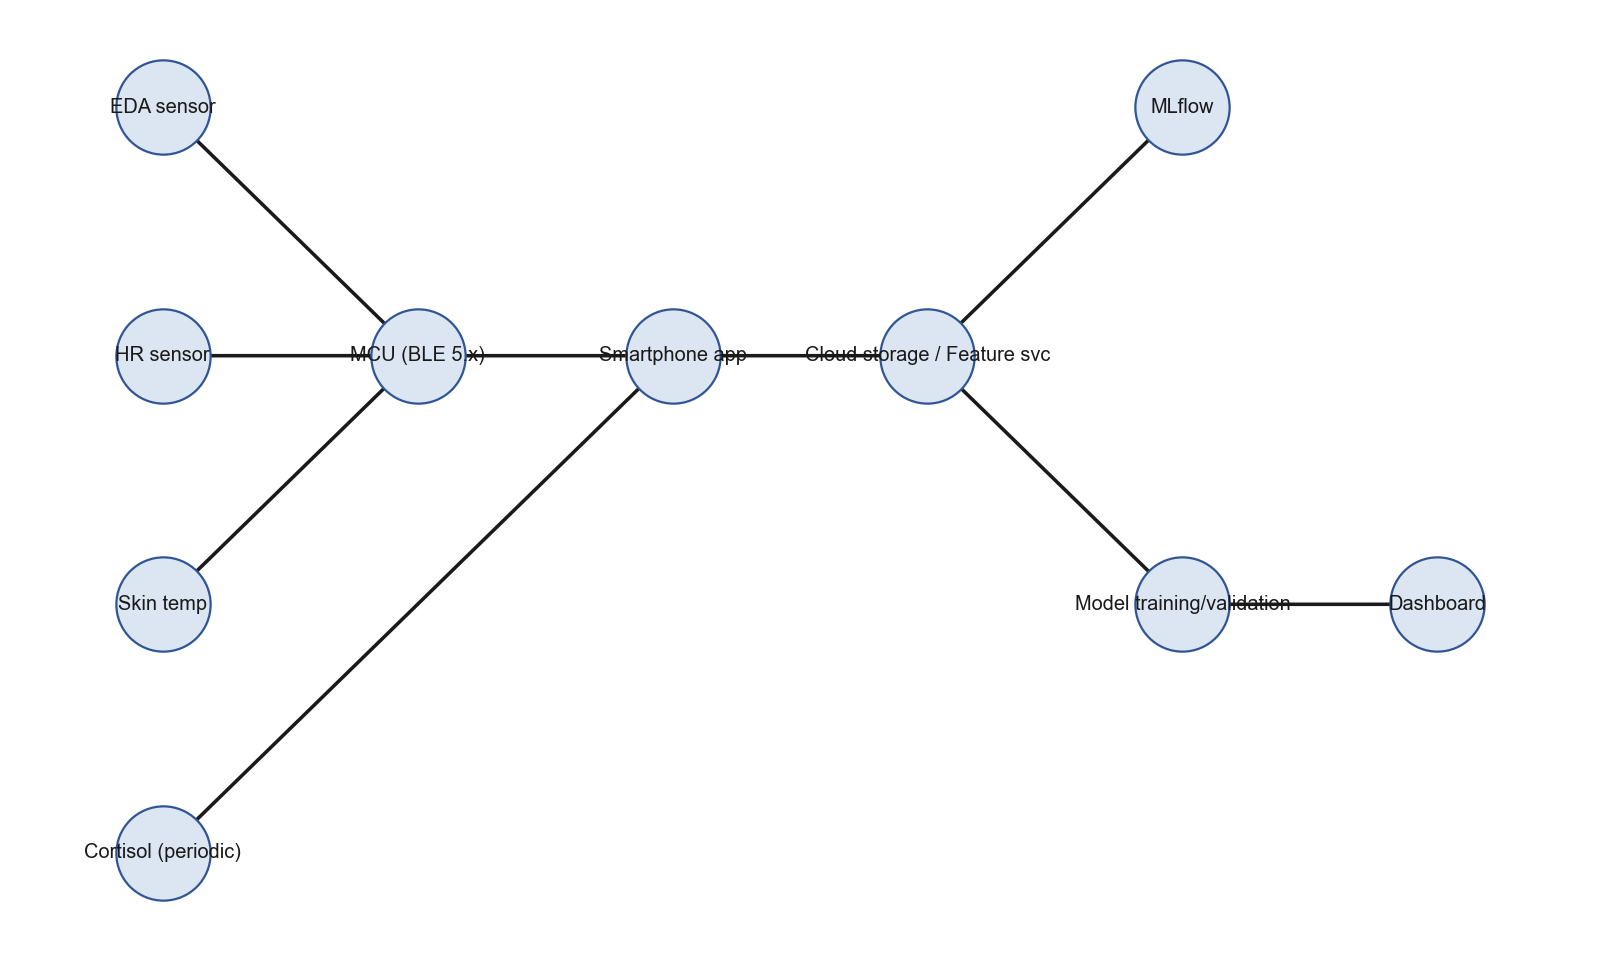 EDA sensor
MLflow
HR sensor
MCU (BLE 5.x)
Smartphone app
Cloud storage / Feature svc
Skin temp
Model training/validation
Dashboard
Cortisol (periodic)